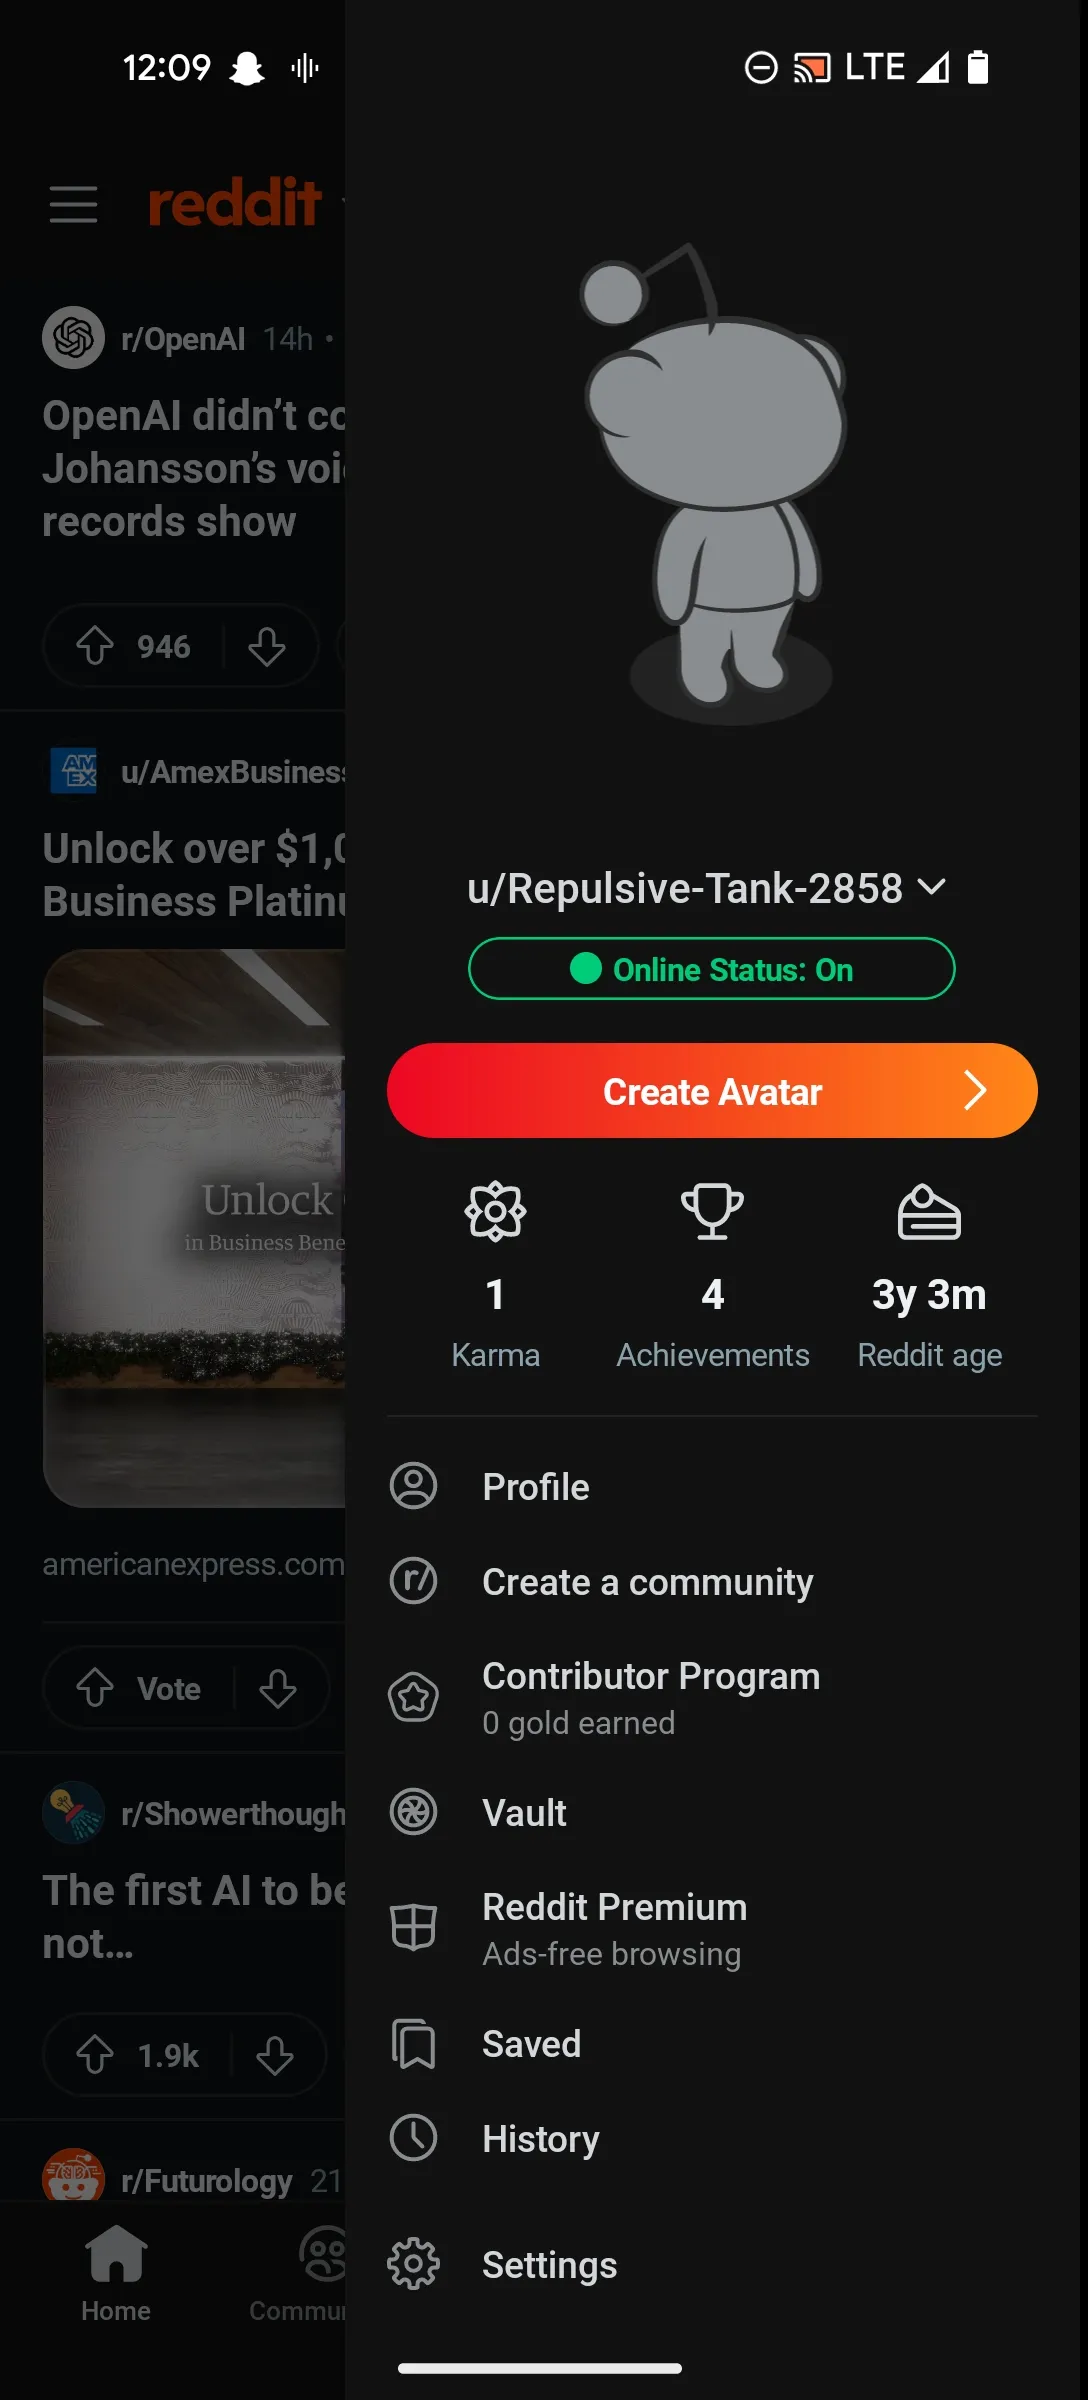 12:09
LTE
reddit
r/OpenAI 14h •
OpenAI didn’t co
Johansson’s voi
records show
946
AM
EX
u/AmexBusiness
Unlock over $1,0
Business Platinu
Unlock
in Business Bene
americanexpress.com
Vote
r/Showerthough
The first AI to be
not…
1.9k
r/Futurology 21
Home
Commu
u/Repulsive-Tank-2858
Online Status: On
Create Avatar
1
Karma
4
Achievements
3y 3m
Reddit age
Profile
r/
Create a community
Contributor Program
0 gold earned
Vault
Reddit Premium
Ads-free browsing
Saved
History
Settings